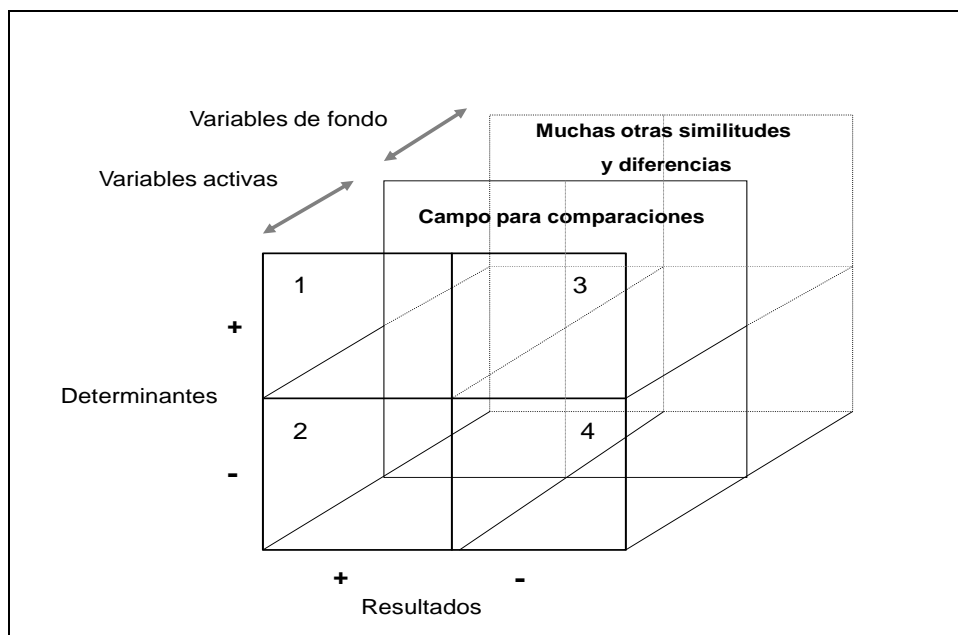 Variables de fondo
Muchas otras similitudes
y diferencias
Variables activas
Campo para comparaciones
1
3
+
Determinantes
2
4
-
+
-
Resultados